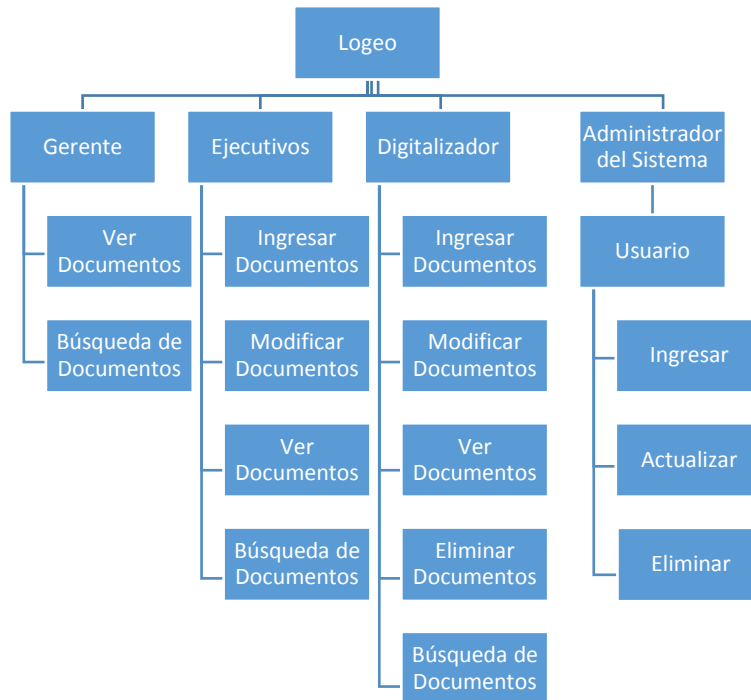 Logeo
Gerente
Ejecutivos
Digitalizador
Administrador
del Sistema
Ver
Documentos
Búsqueda de
Documentos
Ingresar
Documentos
Modificar
Documentos
Ver
Documentos
Búsqueda de
Documentos
Ingresar
Documentos
Modificar
Documentos
Ver
Documentos
Eliminar
Documentos
Búsqueda de
Documentos
Usuario
Ingresar
Actualizar
Eliminar